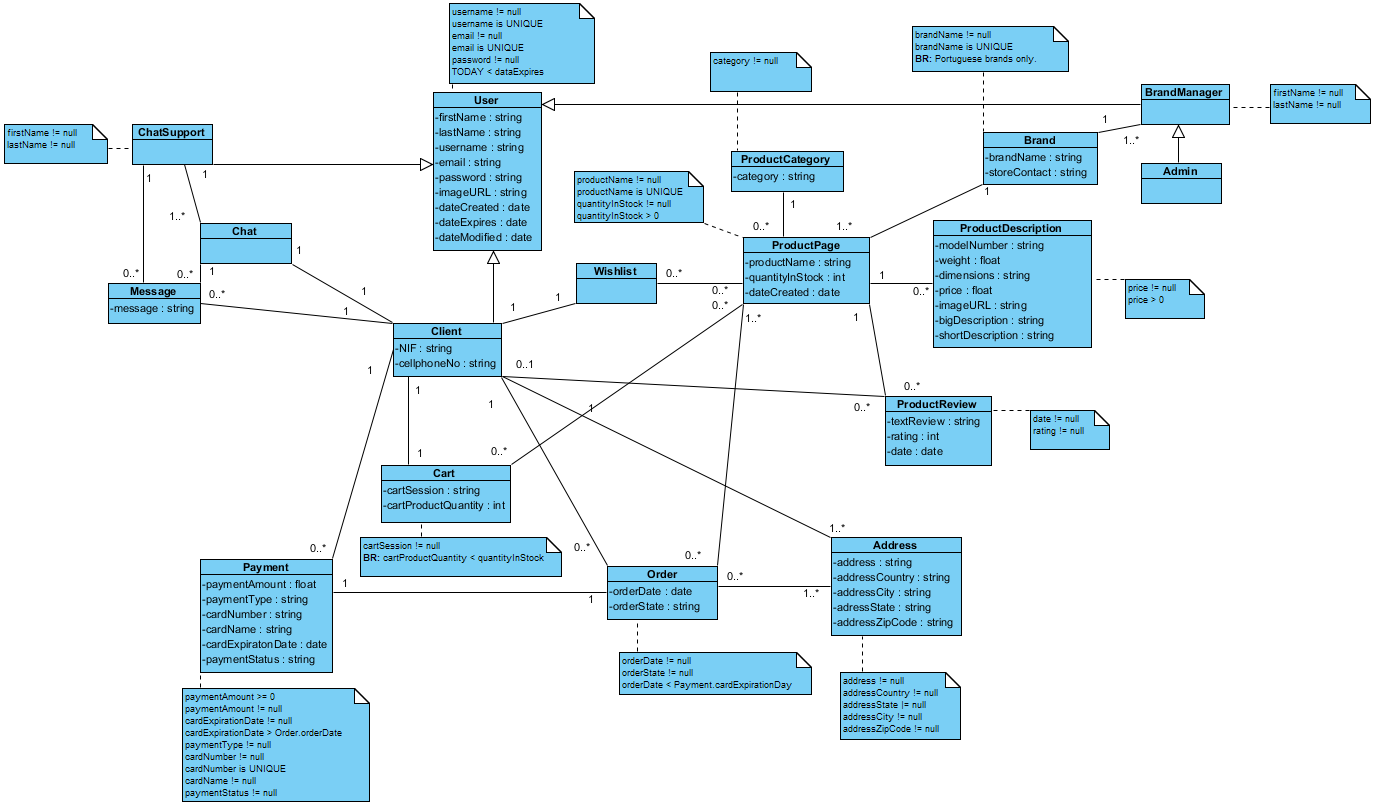 username != null
username is UNIQUE
email != null
email is UNIQUE
password != null
TODAY < dataExpires
User
-firstName : string
-lastName : string
-username : string
-email : string
-password : string
-imageURL : string
-dateCreated : date
-dateExpires : date
-dateModified : date
category != null
brandName != null
brandName is UNIQUE
BR: Portuguese brands only.
BrandManager
firstName != null
lastName != null
1
1..*
Brand
-brandName : string
-storeContact : string
1
Admin
firstName != null
lastName != null
ChatSupport
1
1
1..*
ProductCategory
-category : string
1
0..*
1..*
productName != null
productName is UNIQUE
quantityInStock != null
quantityInStock > 0
Chat
1
1
0..*
0..*
Message
-message : string
0..*
1
1
Wishlist
0..*
0..*
1
1
ProductPage
-productName : string
-quantityInStock : int
-dateCreated : date
1
0..*
0..*
1..*
1
ProductDescription
-modelNumber : string
-weight : float
-dimensions : string
-price : float
-imageURL : string
-bigDescription : string
-shortDescription : string
price != null
price > 0
Client
-NIF : string
-cellphoneNo : string
0..1
1
1
1
1
0..*
0..*
ProductReview
-textReview : string
-rating : int
-date : date
date != null
rating != null
1
0..*
Cart
-cartSession : string
-cartProductQuantity : int
cartSession != null
BR: cartProductQuantity < quantityInStock
0..*
0..*
0..*
1..*
Payment
-paymentAmount : float
-paymentType : string
-cardNumber : string
-cardName : string
-cardExpiratonDate : date
-paymentStatus : string
1
1
Order
-orderDate : date
-orderState : string
0..*
1..*
Address
-address : string
-addressCountry : string
-addressCity : string
-adressState : string
-addressZipCode : string
orderDate != null
orderState != null
orderDate < Payment.cardExpirationDay
address != null
addressCountry != null
addressState != null
addressCity != null
addressZipCode != null
paymentAmount >= 0
paymentAmount != null
cardExpirationDate != null
cardExpirationDate > Order.orderDate
paymentType != null
cardNumber != null
cardNumber is UNIQUE
cardName != null
paymentStatus != null